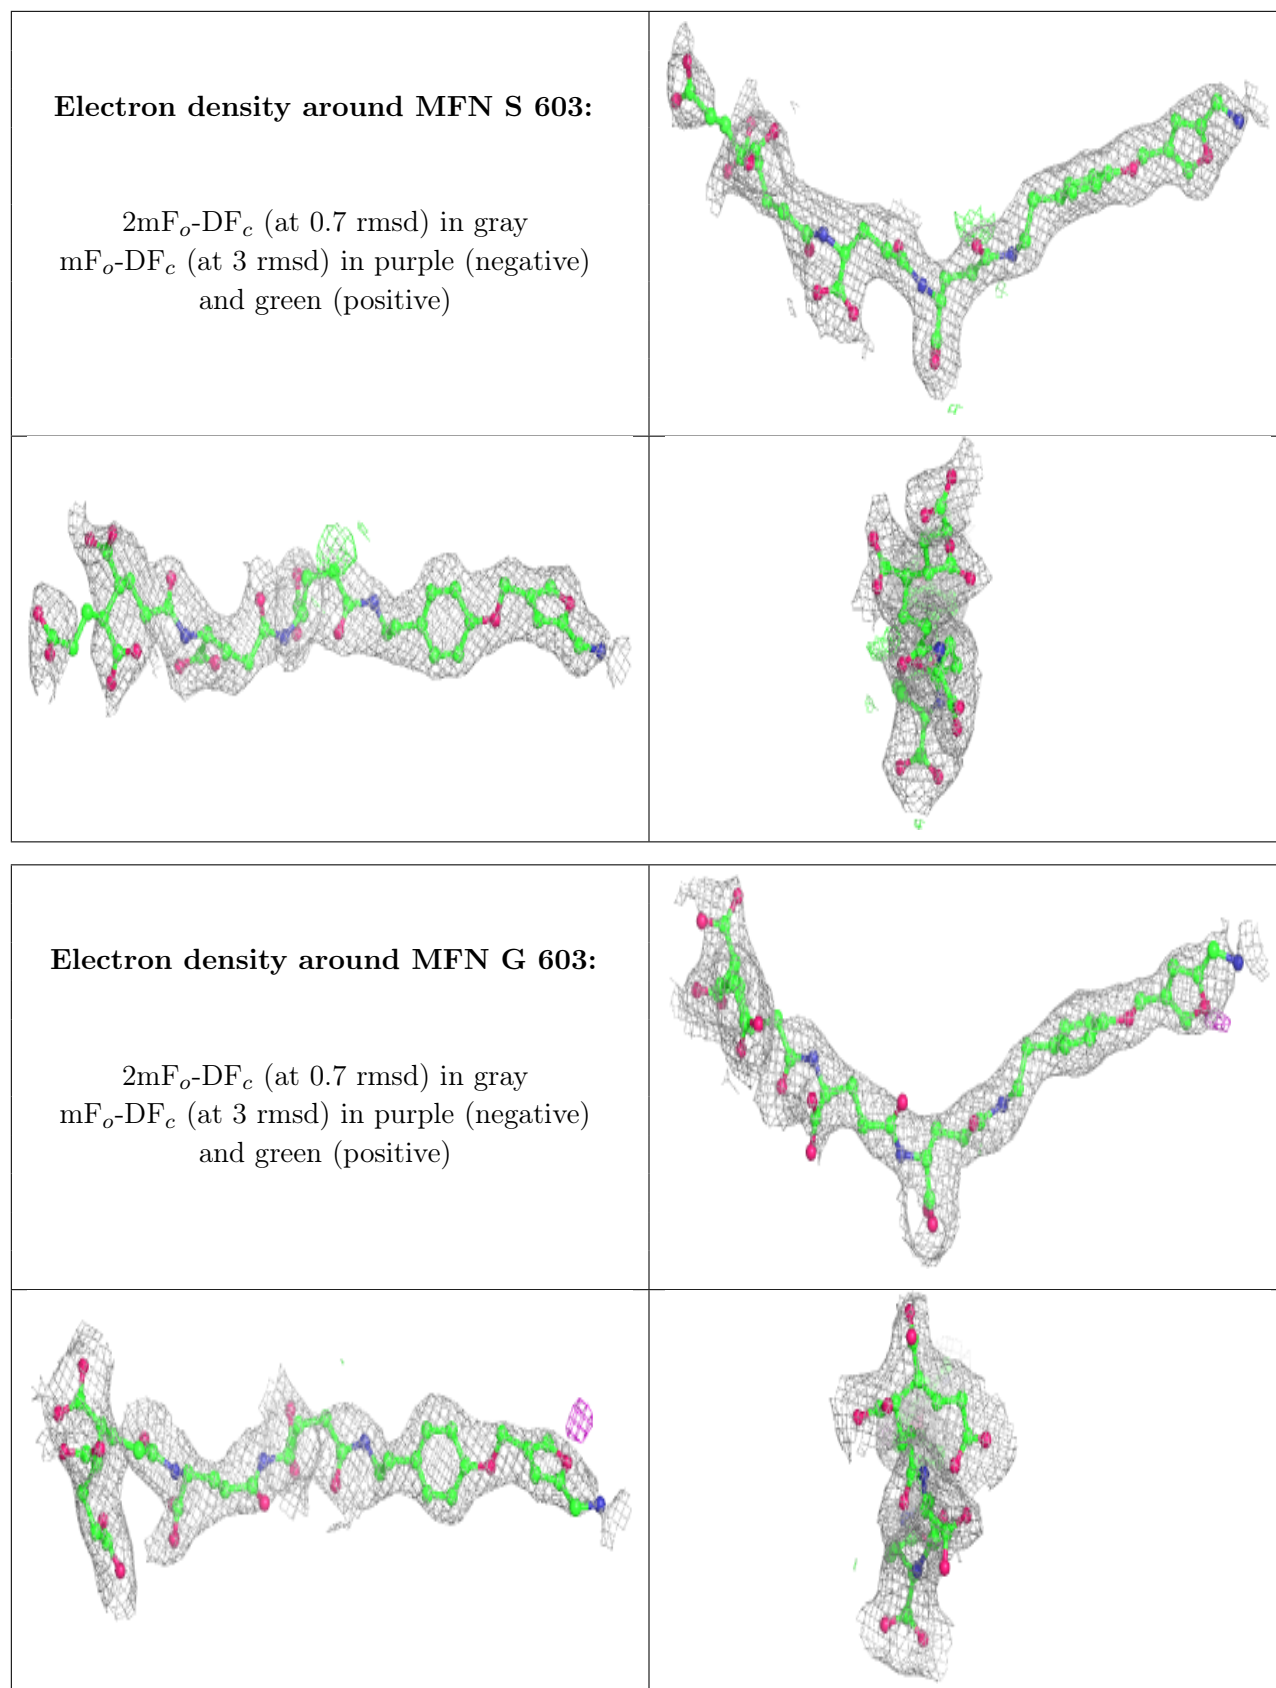 Electron density around MFN S 603:
2mFo-DFc (at 0.7 rmsd) in gray
mFo-DFc (at 3 rmsd) in purple (negative)
and green (positive)
Electron density around MFN G 603:
2mFo-DFc (at 0.7 rmsd) in gray
mFo-DFc (at 3 rmsd) in purple (negative)
and green (positive)